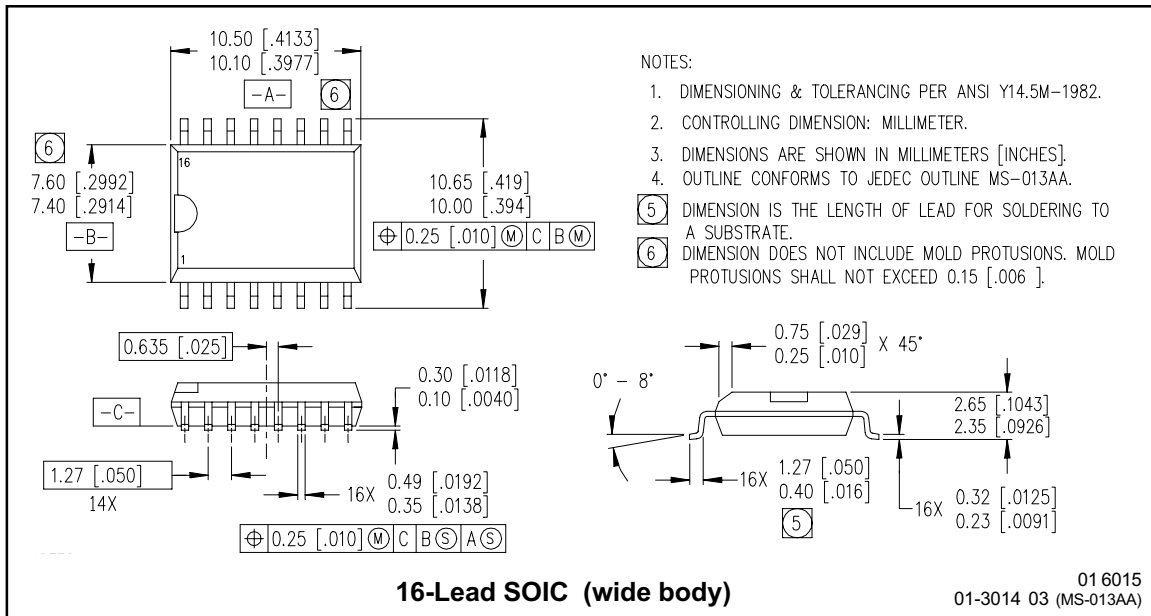 10.50 [.4133]
10.10 [.3977]
-A- 6
6
7.60 [.2992]
7.40 [.2914]
-B-
16
1
10.65 [.419]
10.00 [.394]
⌖ 0.25 [.010] Ⓜ C B Ⓜ
NOTES:
1. DIMENSIONING & TOLERANCING PER ANSI Y14.5M-1982.
2. CONTROLLING DIMENSION: MILLIMETER.
3. DIMENSIONS ARE SHOWN IN MILLIMETERS [INCHES].
4. OUTLINE CONFORMS TO JEDEC OUTLINE MS-013AA.
5 DIMENSION IS THE LENGTH OF LEAD FOR SOLDERING TO
A SUBSTRATE.
6 DIMENSION DOES NOT INCLUDE MOLD PROTUSIONS. MOLD
PROTUSIONS SHALL NOT EXCEED 0.15 [.006 ].
0.635 [.025]
-C-
0.30 [.0118]
0.10 [.0040]
1.27 [.050]
14X
16X 0.49 [.0192]
0.35 [.0138]
⌖ 0.25 [.010] Ⓜ C B Ⓢ A Ⓢ
0.75 [.029]
0.25 [.010] X 45°
0° - 8°
2.65 [.1043]
2.35 [.0926]
16X 1.27 [.050]
0.40 [.016]
5
16X 0.32 [.0125]
0.23 [.0091]
16-Lead SOIC (wide body)
01 6015
01-3014 03 (MS-013AA)